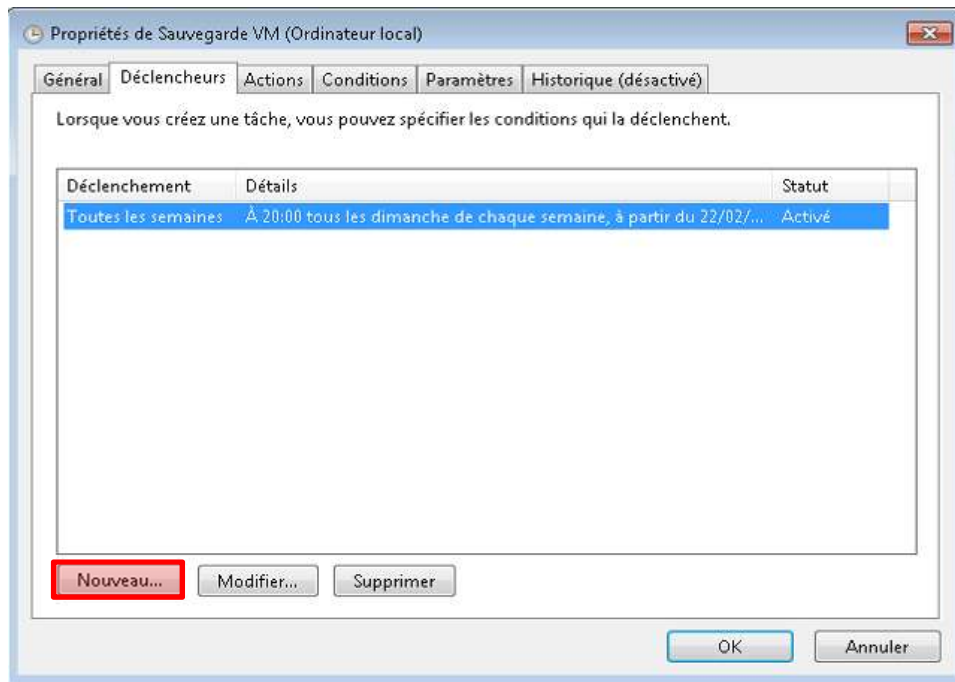 Propriétés de Sauvegarde VM (Ordinateur local)
Général Déclencheurs Actions Conditions Paramètres Historique (désactivé)
Lorsque vous créez une tâche, vous pouvez spécifier les conditions qui la déclenchent.
Déclenchement Détails Statut
Toutes les semaines À 20:00 tous les dimanche de chaque semaine, à partir du 22/02/... Activé
Nouveau... Modifier... Supprimer
OK Annuler